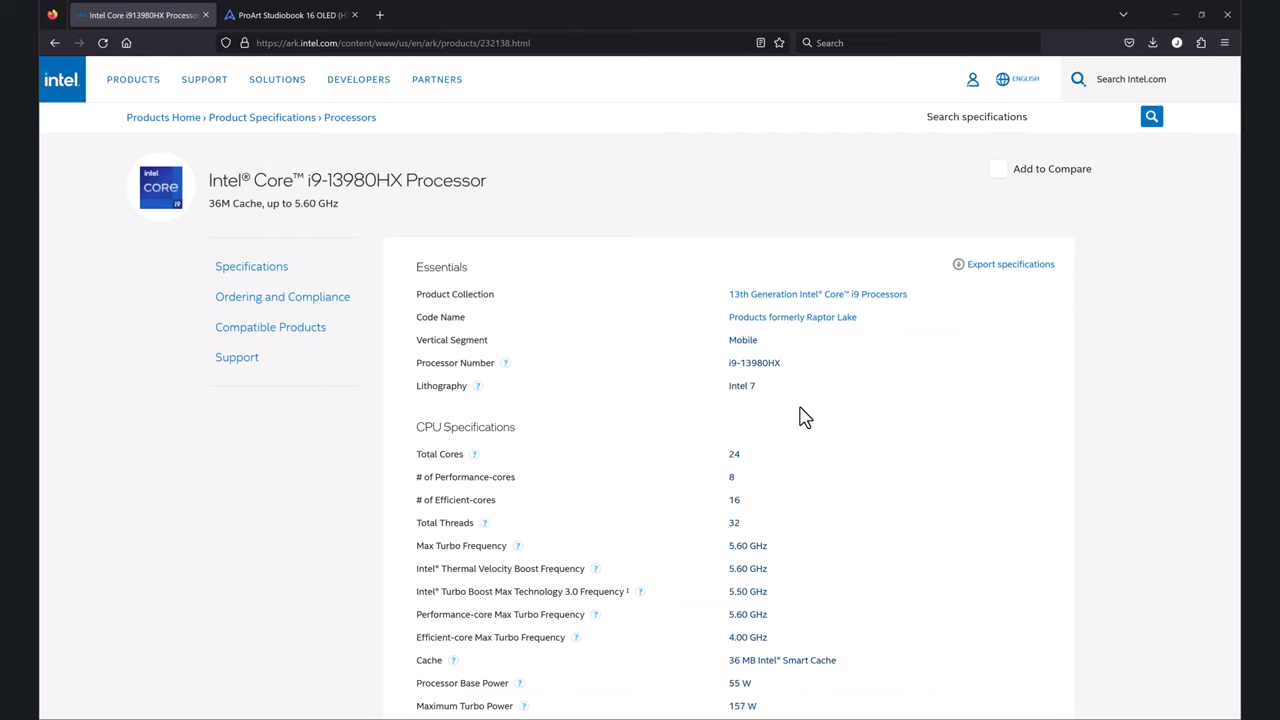 Intel Core i913980HX Processor
ProArt Studiobook 16 OLED (H
https://ark.intel.com/content/www/us/en/ark/products/232138.html
Search
intel.
PRODUCTS
SUPPORT
SOLUTIONS
DEVELOPERS
PARTNERS
ENGLISH
Search Intel.com
Products Home › Product Specifications › Processors
Search specifications
intel
CORE
i9
Intel® Core™ i9-13980HX Processor
36M Cache, up to 5.60 GHz
Add to Compare
Specifications
Ordering and Compliance
Compatible Products
Support
Essentials
Export specifications
Product Collection 13th Generation Intel® Core™ i9 Processors
Code Name Products formerly Raptor Lake
Vertical Segment Mobile
Processor Number ? i9-13980HX
Lithography ? Intel 7
CPU Specifications
Total Cores ? 24
# of Performance-cores 8
# of Efficient-cores 16
Total Threads ? 32
Max Turbo Frequency ? 5.60 GHz
Intel® Thermal Velocity Boost Frequency ? 5.60 GHz
Intel® Turbo Boost Max Technology 3.0 Frequency ‡ ? 5.50 GHz
Performance-core Max Turbo Frequency ? 5.60 GHz
Efficient-core Max Turbo Frequency ? 4.00 GHz
Cache ? 36 MB Intel® Smart Cache
Processor Base Power ? 55 W
Maximum Turbo Power ? 157 W